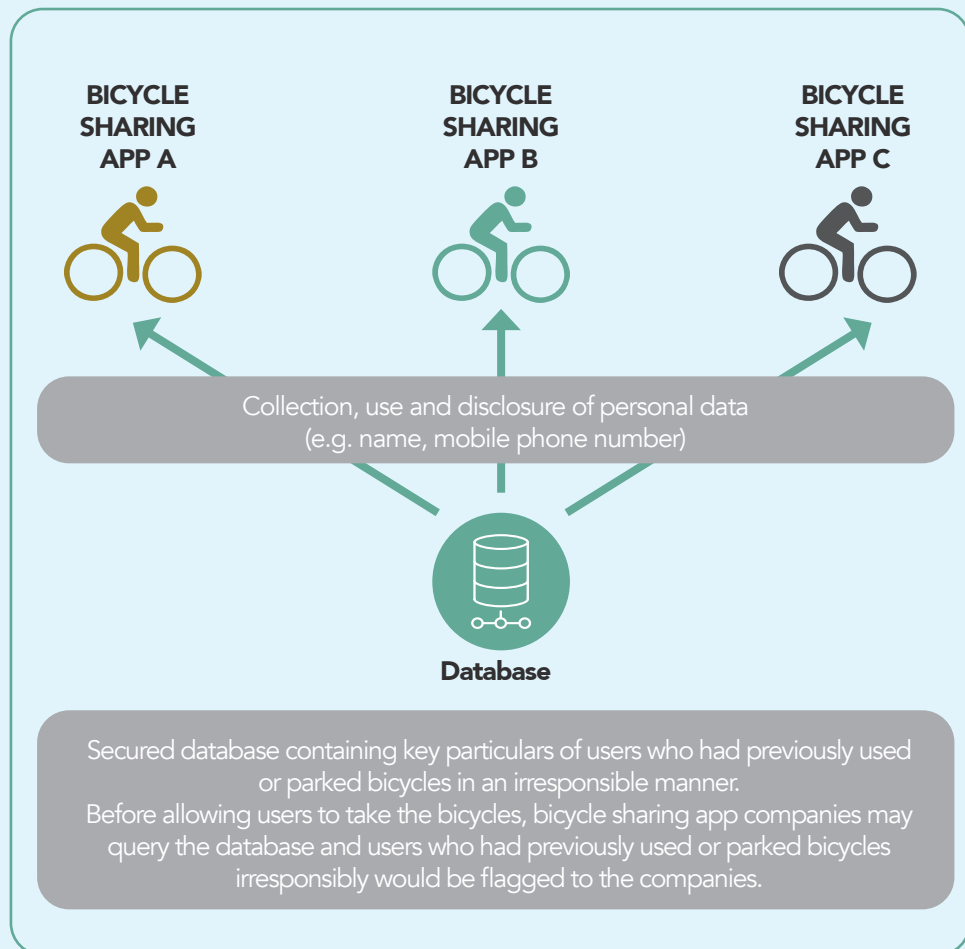 BICYCLE
SHARING
APP A
BICYCLE
SHARING
APP B
BICYCLE
SHARING
APP C
Collection, use and disclosure of personal data
(e.g. name, mobile phone number)
Database
Secured database containing key particulars of users who had previously used
or parked bicycles in an irresponsible manner.
Before allowing users to take the bicycles, bicycle sharing app companies may
query the database and users who had previously used or parked bicycles
irresponsibly would be flagged to the companies.